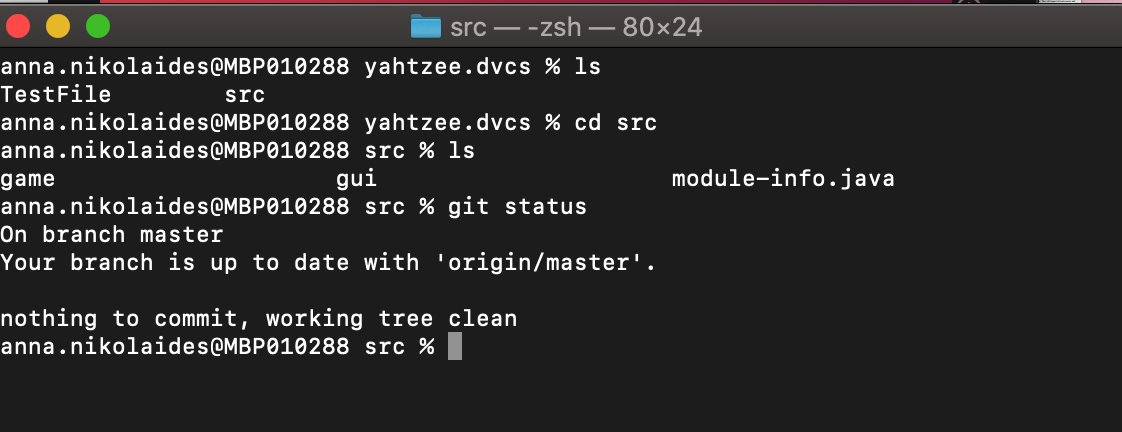 src — -zsh — 80×24
anna.nikolaides@MBP010288 yahtzee.dvcs % ls
TestFile        src
anna.nikolaides@MBP010288 yahtzee.dvcs % cd src
anna.nikolaides@MBP010288 src % ls
game                    gui                     module-info.java
anna.nikolaides@MBP010288 src % git status
On branch master
Your branch is up to date with 'origin/master'.
nothing to commit, working tree clean
anna.nikolaides@MBP010288 src %